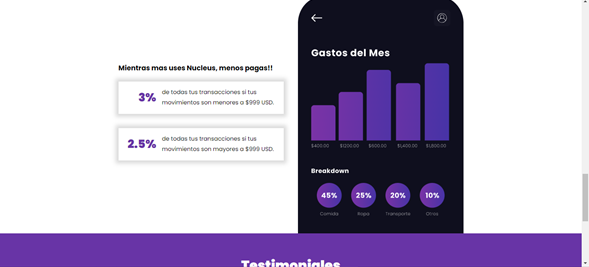 Mientras mas uses Nucleus, menos pagas!!
3%
de todas tus transacciones si tus
movimientos son menores a $999 USD.
2.5%
de todas tus transacciones si tus
movimientos son mayores a $999 USD.
Gastos del Mes
$400.00 $1200.00 $600.00 $1,400.00 $1,800.00
Breakdown
45% 25% 20% 10%
Comida Ropa Transporte Otros
Testimoniales